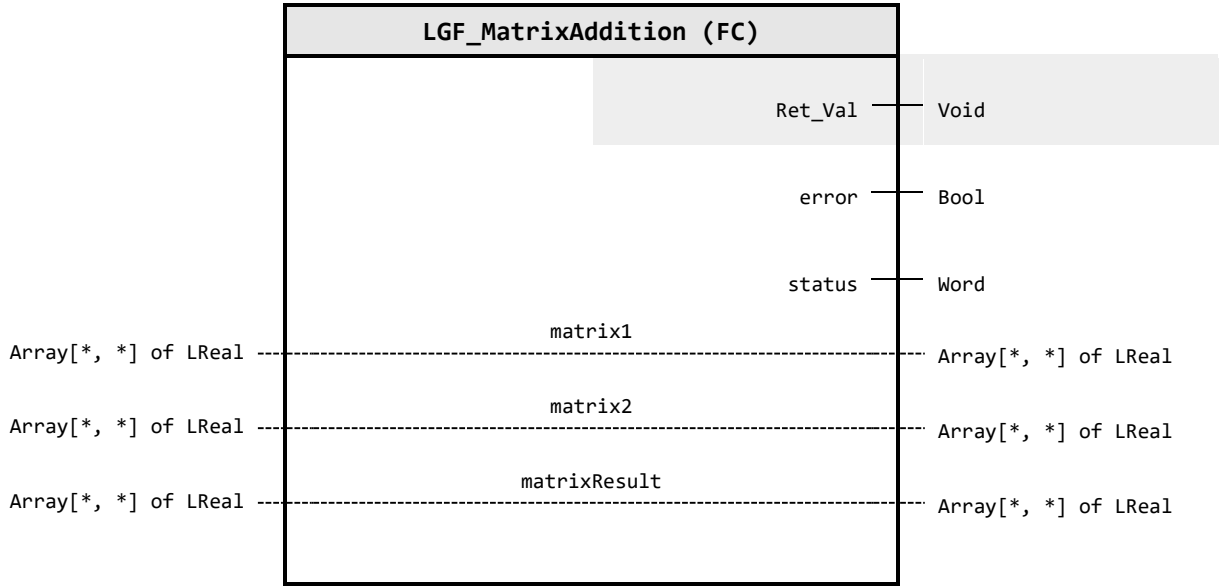 LGF_MatrixAddition (FC)
Ret_Val Void
error Bool
status Word
matrix1
Array[*, *] of LReal Array[*, *] of LReal
matrix2
Array[*, *] of LReal Array[*, *] of LReal
matrixResult
Array[*, *] of LReal Array[*, *] of LReal